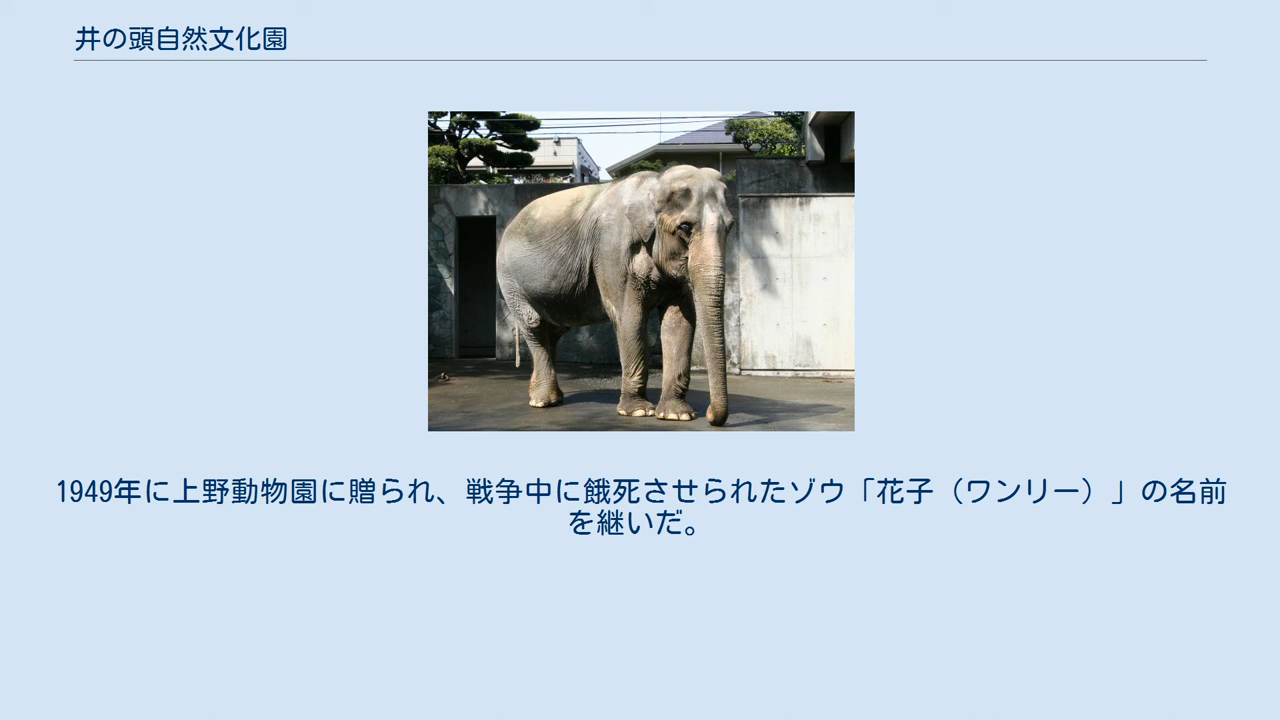 井の頭自然文化園
1949年に上野動物園に贈られ、戦争中に餓死させられたゾウ「花子（ワンリー）」の名前
を継いだ。